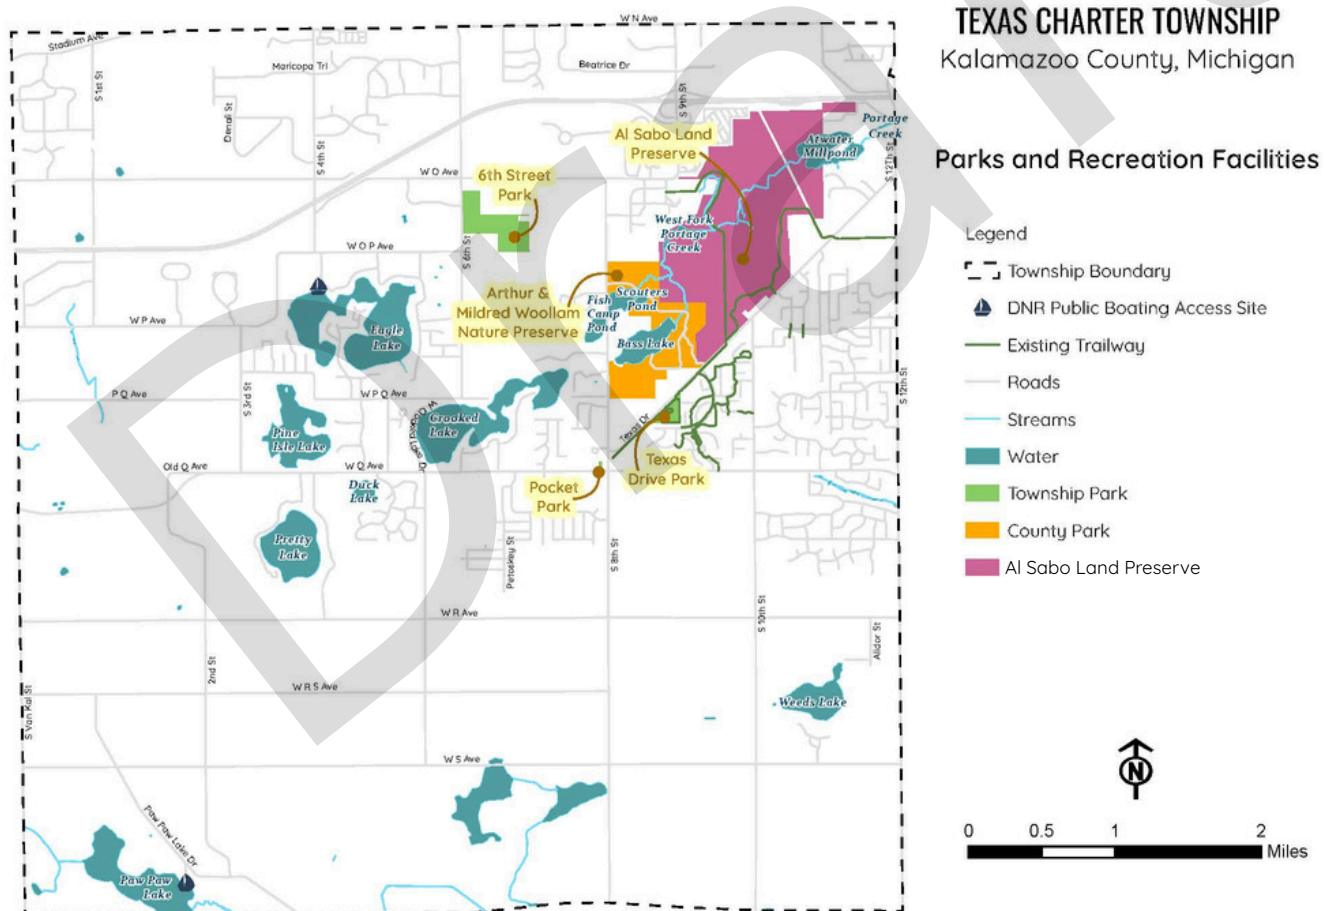 TEXAS CHARTER TOWNSHIP
Kalamazoo County, Michigan
Parks and Recreation Facilities
Legend
Township Boundary
DNR Public Boating Access Site
Existing Trailway
Roads
Streams
Water
Township Park
County Park
Al Sabo Land Preserve
N
0 0.5 1 2
Miles
W N Ave
Stadium Ave
S 1st St
Maricopa Trl
Beatrice Dr
Denali St
S 4th St
S 9th St
Al Sabo Land
Preserve
Portage
Creek
Atwater
Millpond
S 12th St
W O Ave
6th Street
Park
West Fork
Portage
Creek
S 6th St
W O P Ave
Arthur &
Mildred Woollam
Nature Preserve
Scouters
Pond
Fish
Camp
Pond
Bass Lake
W P Ave
Eagle
Lake
P Q Ave
S 3rd St
W P Q Ave
S 12th St
W Crooked Lake Dr
Crooked
Lake
Pine
Isle Lake
Texas Dr
Texas
Drive Park
Old Q Ave
W Q Ave
Duck
Lake
Pocket
Park
Pretty
Lake
Petoskey St
S 8th St
W R Ave
S 10th St
Alidor St
2nd St
W R S Ave
S Van Kal St
Weeds Lake
W S Ave
Paw Paw Lake Dr
Paw Paw
Lake
Dra